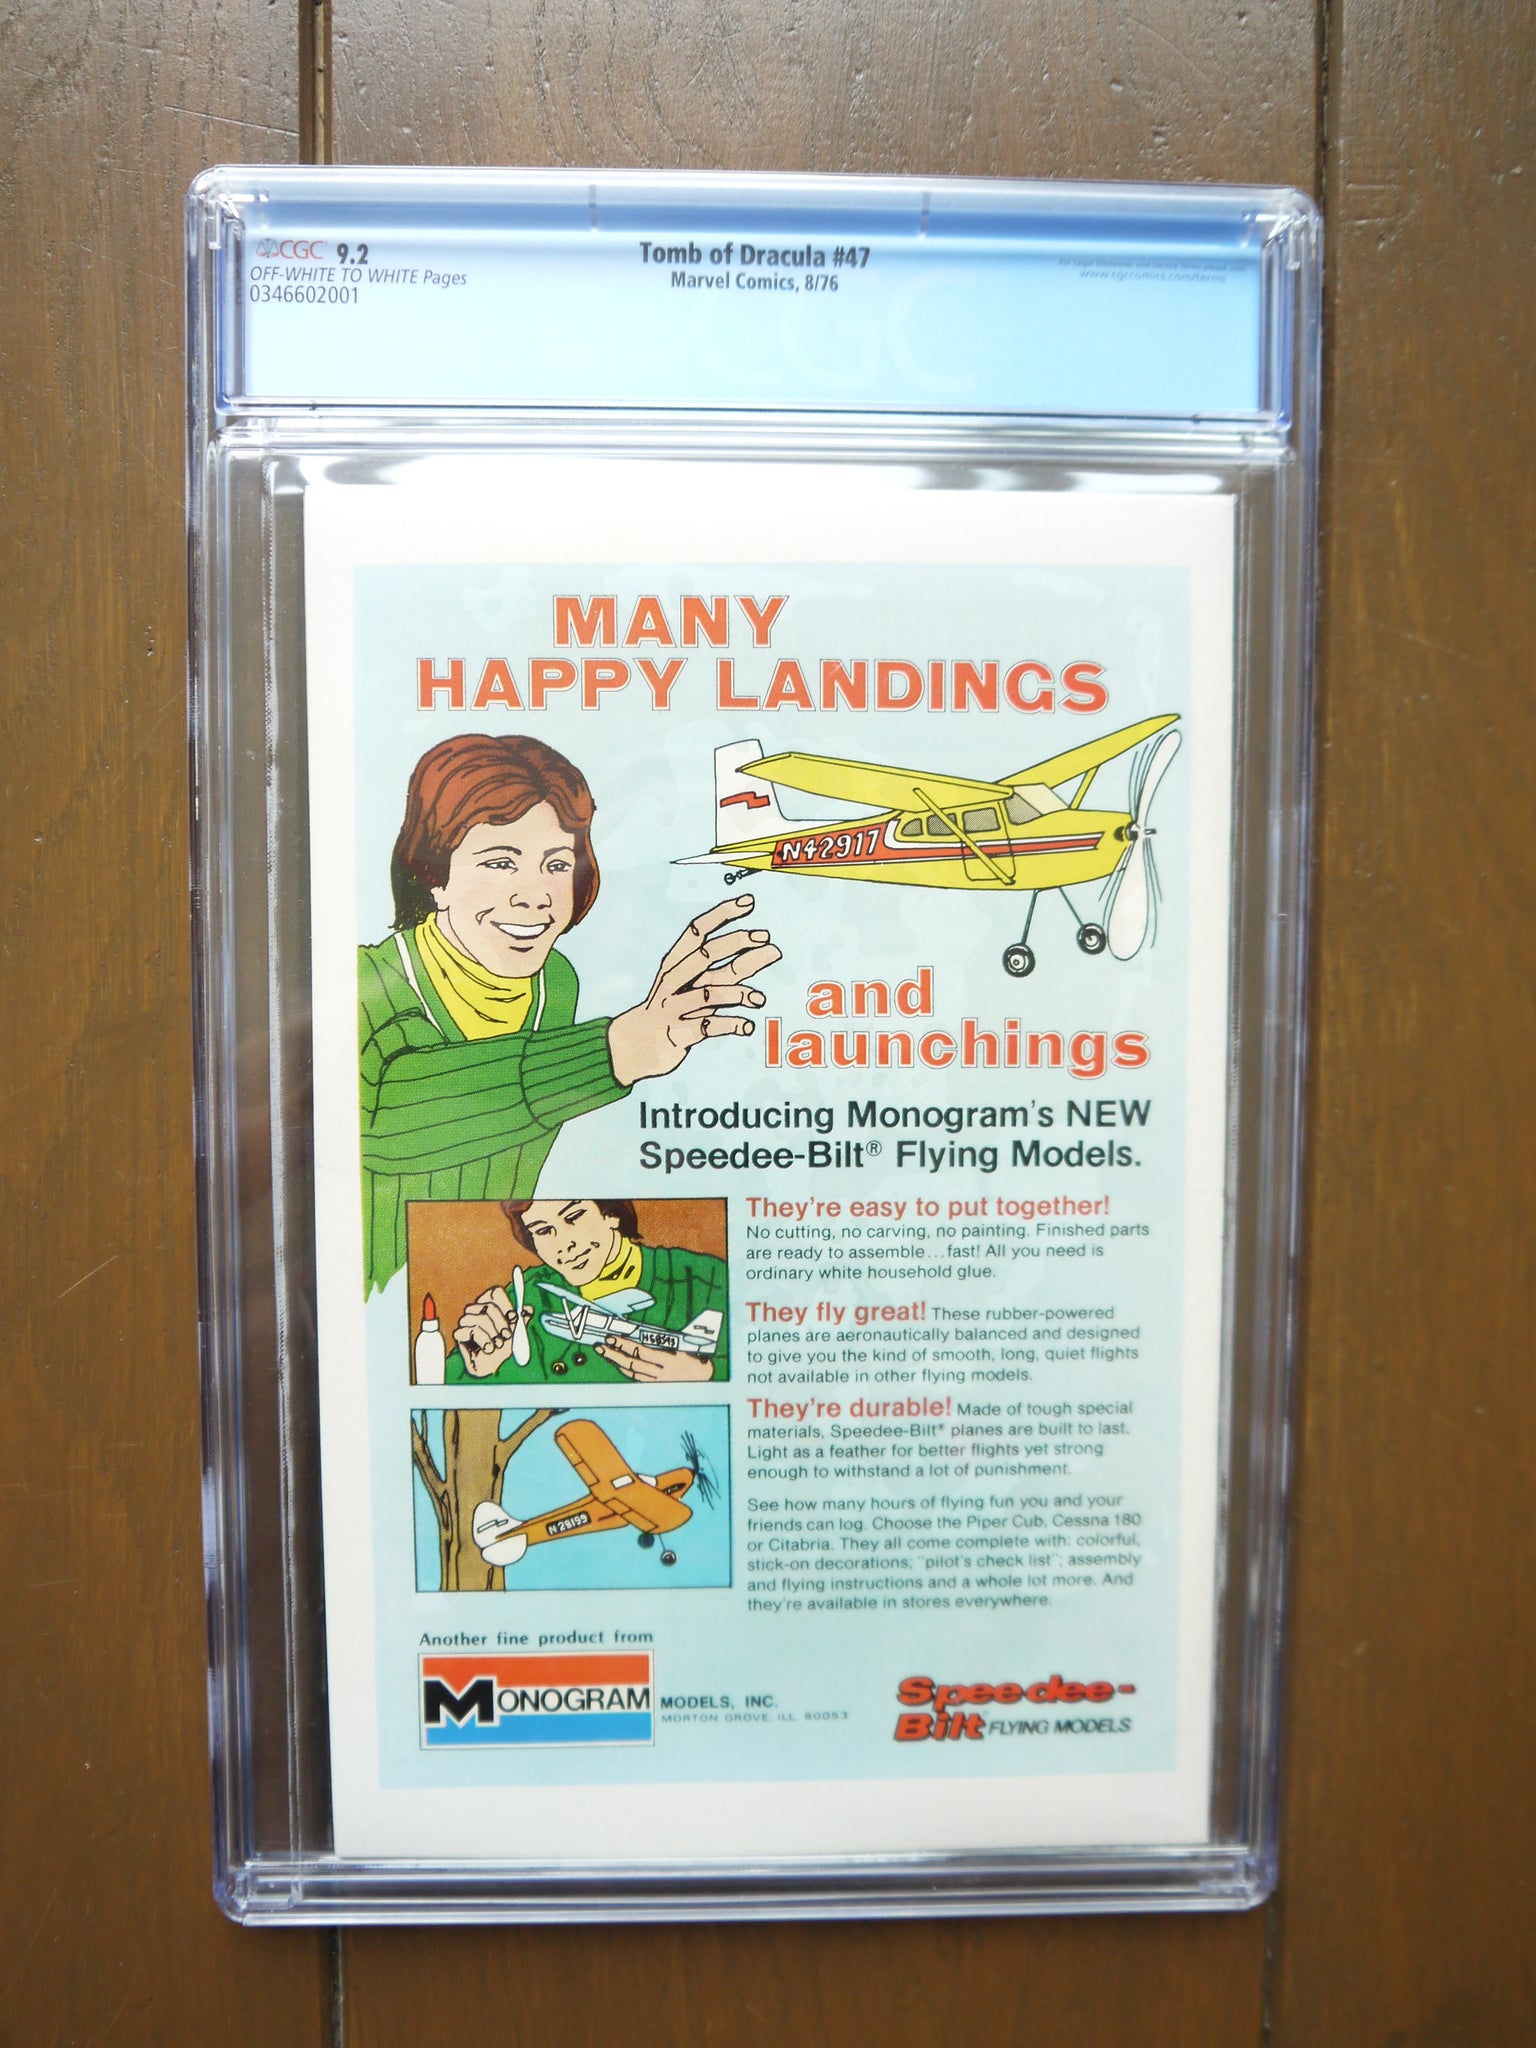 CGC 9.2
OFF-WHITE TO WHITE Pages
0346602001
Tomb of Dracula #47
Marvel Comics, 8/76
For Legal Disclaimer and Service Terms please visit
www.cgccomics.com/terms
CGC
MANY
HAPPY LANDINGS
N42917
and
launchings
Introducing Monogram's NEW
Speedee-Bilt® Flying Models.
They're easy to put together!
No cutting, no carving, no painting. Finished parts
are ready to assemble...fast! All you need is
ordinary white household glue.
They fly great! These rubber-powered
planes are aeronautically balanced and designed
to give you the kind of smooth, long, quiet flights
not available in other flying models.
They're durable! Made of tough special
materials, Speedee-Bilt® planes are built to last.
Light as a feather for better flights yet strong
enough to withstand a lot of punishment.
N28199
See how many hours of flying fun you and your
friends can log. Choose the Piper Cub, Cessna 180
or Citabria. They all come complete with: colorful,
stick-on decorations; "pilot's check list"; assembly
and flying instructions and a whole lot more. And
they're available in stores everywhere.
Another fine product from
MONOGRAM MODELS, INC.
MORTON GROVE, ILL. 60053
Speedee-
Bilt® FLYING MODELS